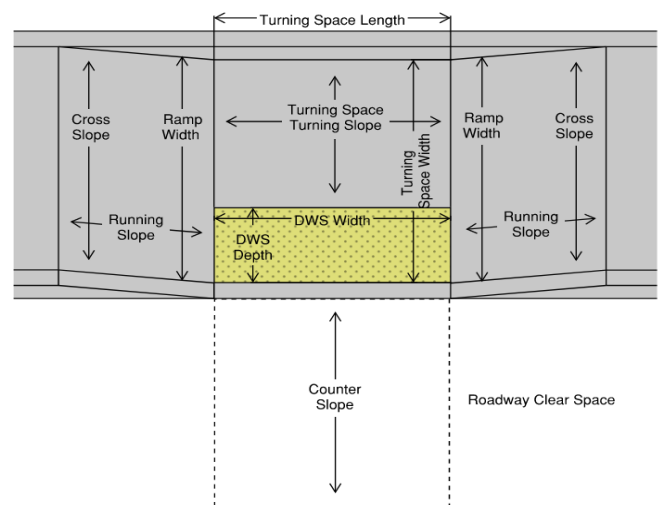 Turning Space Length
Cross
Slope
Ramp
Width
Turning Space
Turning Slope
Turning
Space Width
Ramp
Width
Cross
Slope
Running
Slope
DWS Width
DWS
Depth
Running
Slope
Counter
Slope
Roadway Clear Space